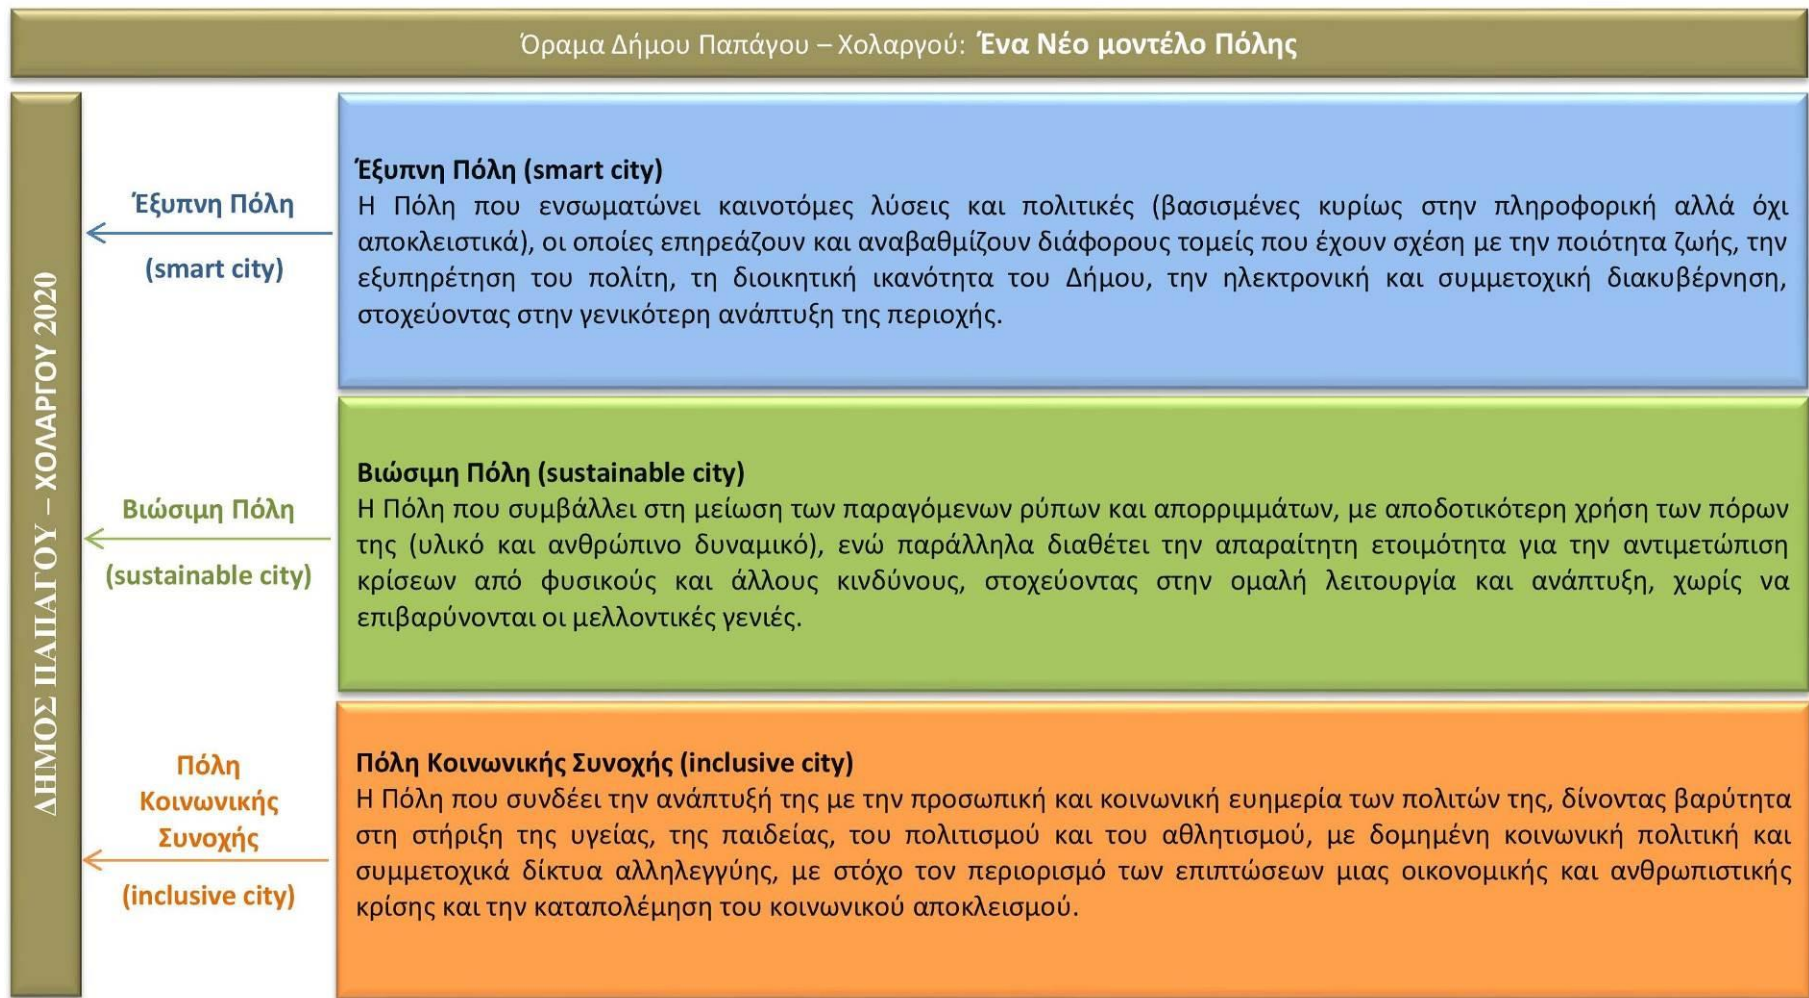 Όραμα Δήμου Παπάγου – Χολαργού: Ένα Νέο μοντέλο Πόλης
ΔΗΜΟΣ ΠΑΠΑΓΟΥ – ΧΟΛΑΡΓΟΥ 2020
Έξυπνη Πόλη
(smart city)
Έξυπνη Πόλη (smart city)
Η Πόλη που ενσωματώνει καινοτόμες λύσεις και πολιτικές (βασισμένες κυρίως στην πληροφορική αλλά όχι
αποκλειστικά), οι οποίες επηρεάζουν και αναβαθμίζουν διάφορους τομείς που έχουν σχέση με την ποιότητα ζωής, την
εξυπηρέτηση του πολίτη, τη διοικητική ικανότητα του Δήμου, την ηλεκτρονική και συμμετοχική διακυβέρνηση,
στοχεύοντας στην γενικότερη ανάπτυξη της περιοχής.
Βιώσιμη Πόλη
(sustainable city)
Βιώσιμη Πόλη (sustainable city)
Η Πόλη που συμβάλλει στη μείωση των παραγόμενων ρύπων και απορριμμάτων, με αποδοτικότερη χρήση των πόρων
της (υλικό και ανθρώπινο δυναμικό), ενώ παράλληλα διαθέτει την απαραίτητη ετοιμότητα για την αντιμετώπιση
κρίσεων από φυσικούς και άλλους κινδύνους, στοχεύοντας στην ομαλή λειτουργία και ανάπτυξη, χωρίς να
επιβαρύνονται οι μελλοντικές γενιές.
Πόλη
Κοινωνικής
Συνοχής
(inclusive city)
Πόλη Κοινωνικής Συνοχής (inclusive city)
Η Πόλη που συνδέει την ανάπτυξή της με την προσωπική και κοινωνική ευημερία των πολιτών της, δίνοντας βαρύτητα
στη στήριξη της υγείας, της παιδείας, του πολιτισμού και του αθλητισμού, με δομημένη κοινωνική πολιτική και
συμμετοχικά δίκτυα αλληλεγγύης, με στόχο τον περιορισμό των επιπτώσεων μιας οικονομικής και ανθρωπιστικής
κρίσης και την καταπολέμηση του κοινωνικού αποκλεισμού.